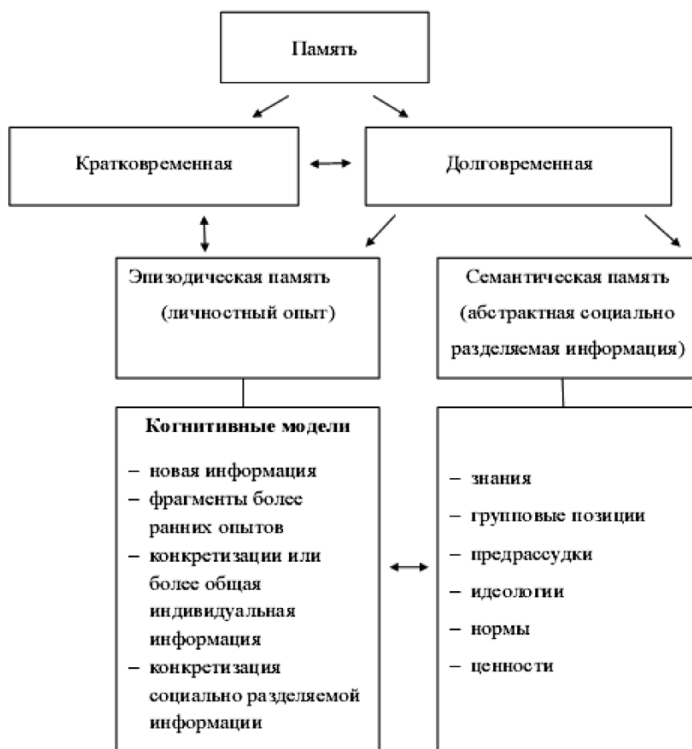 Память
Кратковременная
Долговременная
Эпизодическая память
(личностный опыт)
Семантическая память
(абстрактная социально
разделяемая информация)
Когнитивные модели
– новая информация
– фрагменты более
ранних опытов
– конкретизации или
более общая
индивидуальная
информация
– конкретизация
социально разделяемой
информации
– знания
– групповые позиции
– предрассудки
– идеологии
– нормы
– ценности